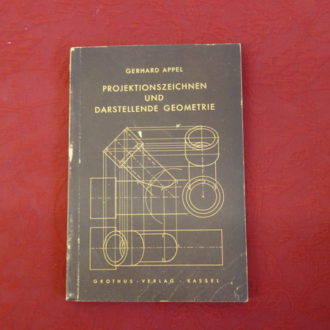 GERHARD APPEL
PROJEKTIONSZEICHNEN
UND
DARSTELLENDE GEOMETRIE
GROTHUS - VERLAG - KASSEL